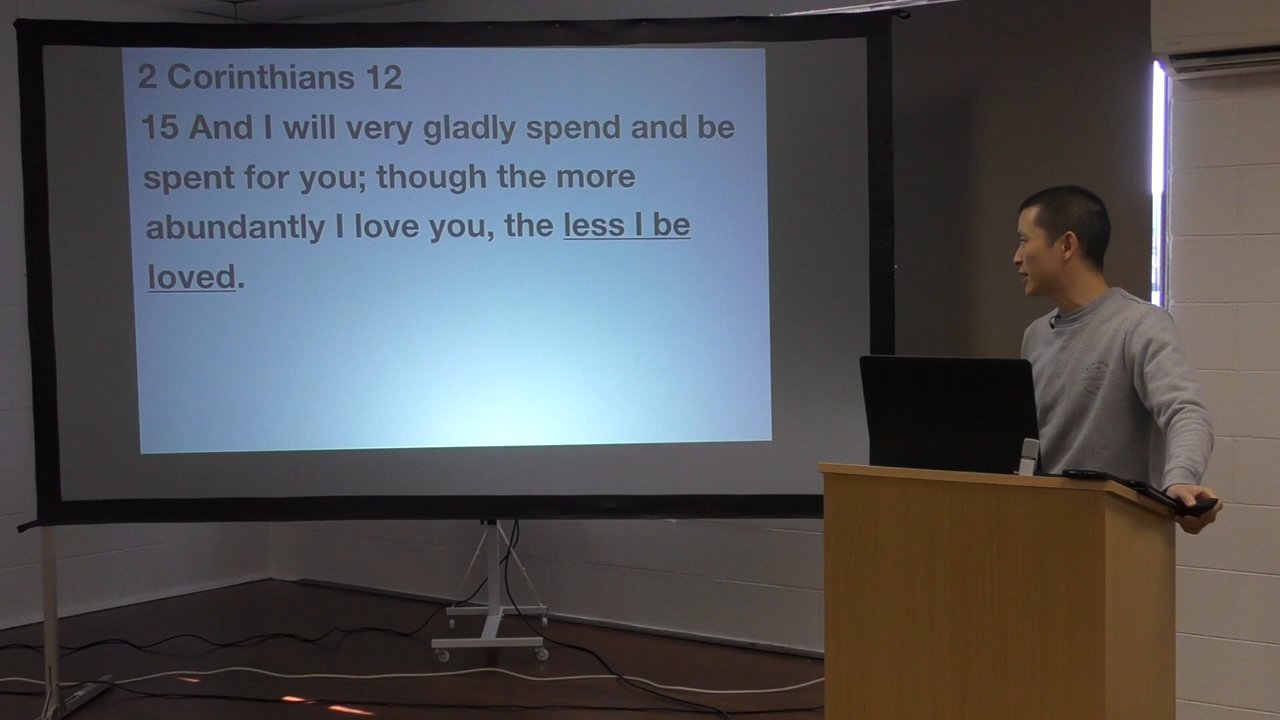 2 Corinthians 12
15 And I will very gladly spend and be
spent for you; though the more
abundantly I love you, the less I be
loved.